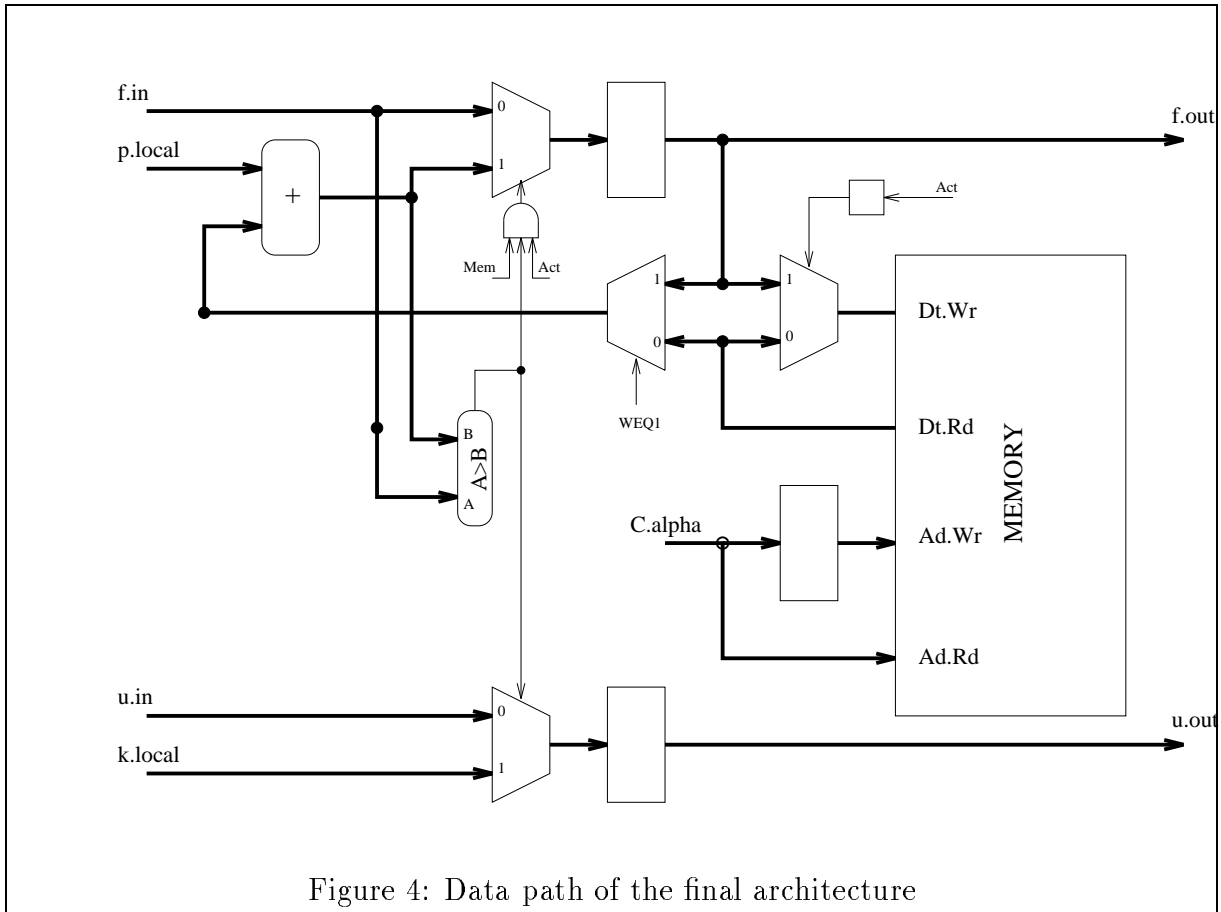 f.in
0
f.out
p.local
1
+
Act
Mem
Act
1
1
Dt.Wr
0
0
WEQ1
Dt.Rd
B
A>B
A
MEMORY
C.alpha
Ad.Wr
Ad.Rd
u.in
0
u.out
k.local
1
Figure 4: Data path of the final architecture